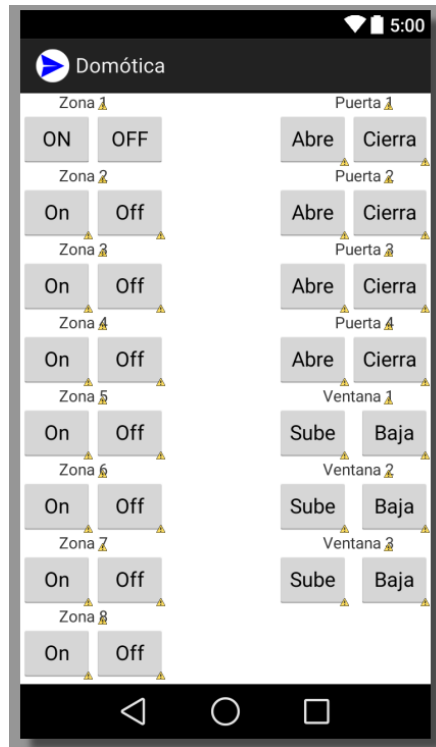 5:00
Domótica
Zona 1 Puerta 1
ON OFF Abre Cierra
Zona 2 Puerta 2
On Off Abre Cierra
Zona 3 Puerta 3
On Off Abre Cierra
Zona 4 Puerta 4
On Off Abre Cierra
Zona 5 Ventana 1
On Off Sube Baja
Zona 6 Ventana 2
On Off Sube Baja
Zona 7 Ventana 3
On Off Sube Baja
Zona 8
On Off